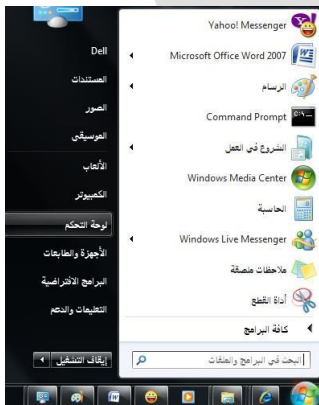 Yahoo! Messenger
Microsoft Office Word 2007
الرسام
Command Prompt
الشروع في العمل
Windows Media Center
الحاسبة
Windows Live Messenger
ملاحظات ملصقة
أداة القطع
كافة البرامج
البحث في البرامج والملفات
Dell
المستندات
الصور
الموسيقى
الألعاب
الكمبيوتر
لوحة التحكم
الأجهزة والطابعات
البرامج الافتراضية
التعليمات والدعم
إيقاف التشغيل